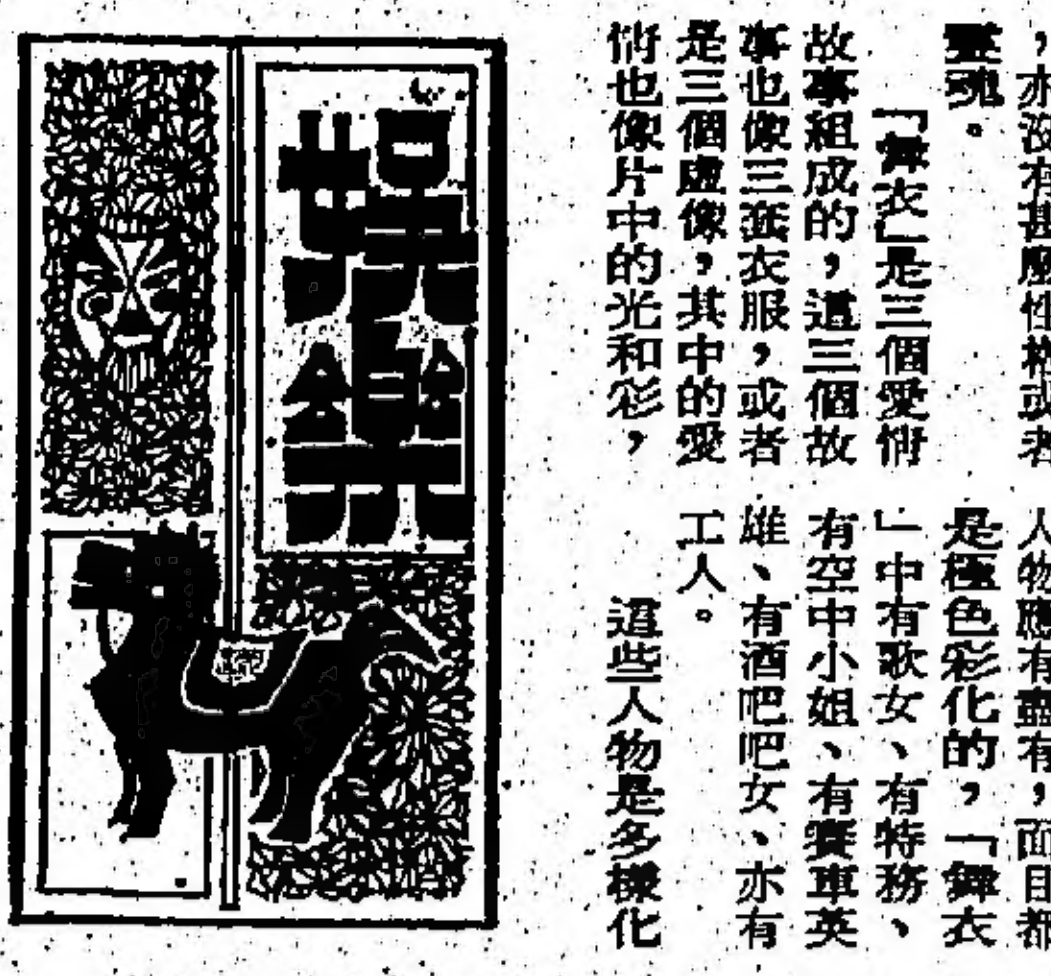 ，亦沒有甚麼性格或者
靈魂。
「舞衣」是三個愛情
故事組成的，這三個故
事也像三套衣服，或者
是三個虛像，其中的愛
情也像片中的光和彩，
人物應有盡有，面目都
是極色彩化的，「舞衣
」中有歌女、有特務、
有空中小姐、有賽車英
雄、有酒吧吧女、亦有
工人。
這些人物是多樣化
娛樂